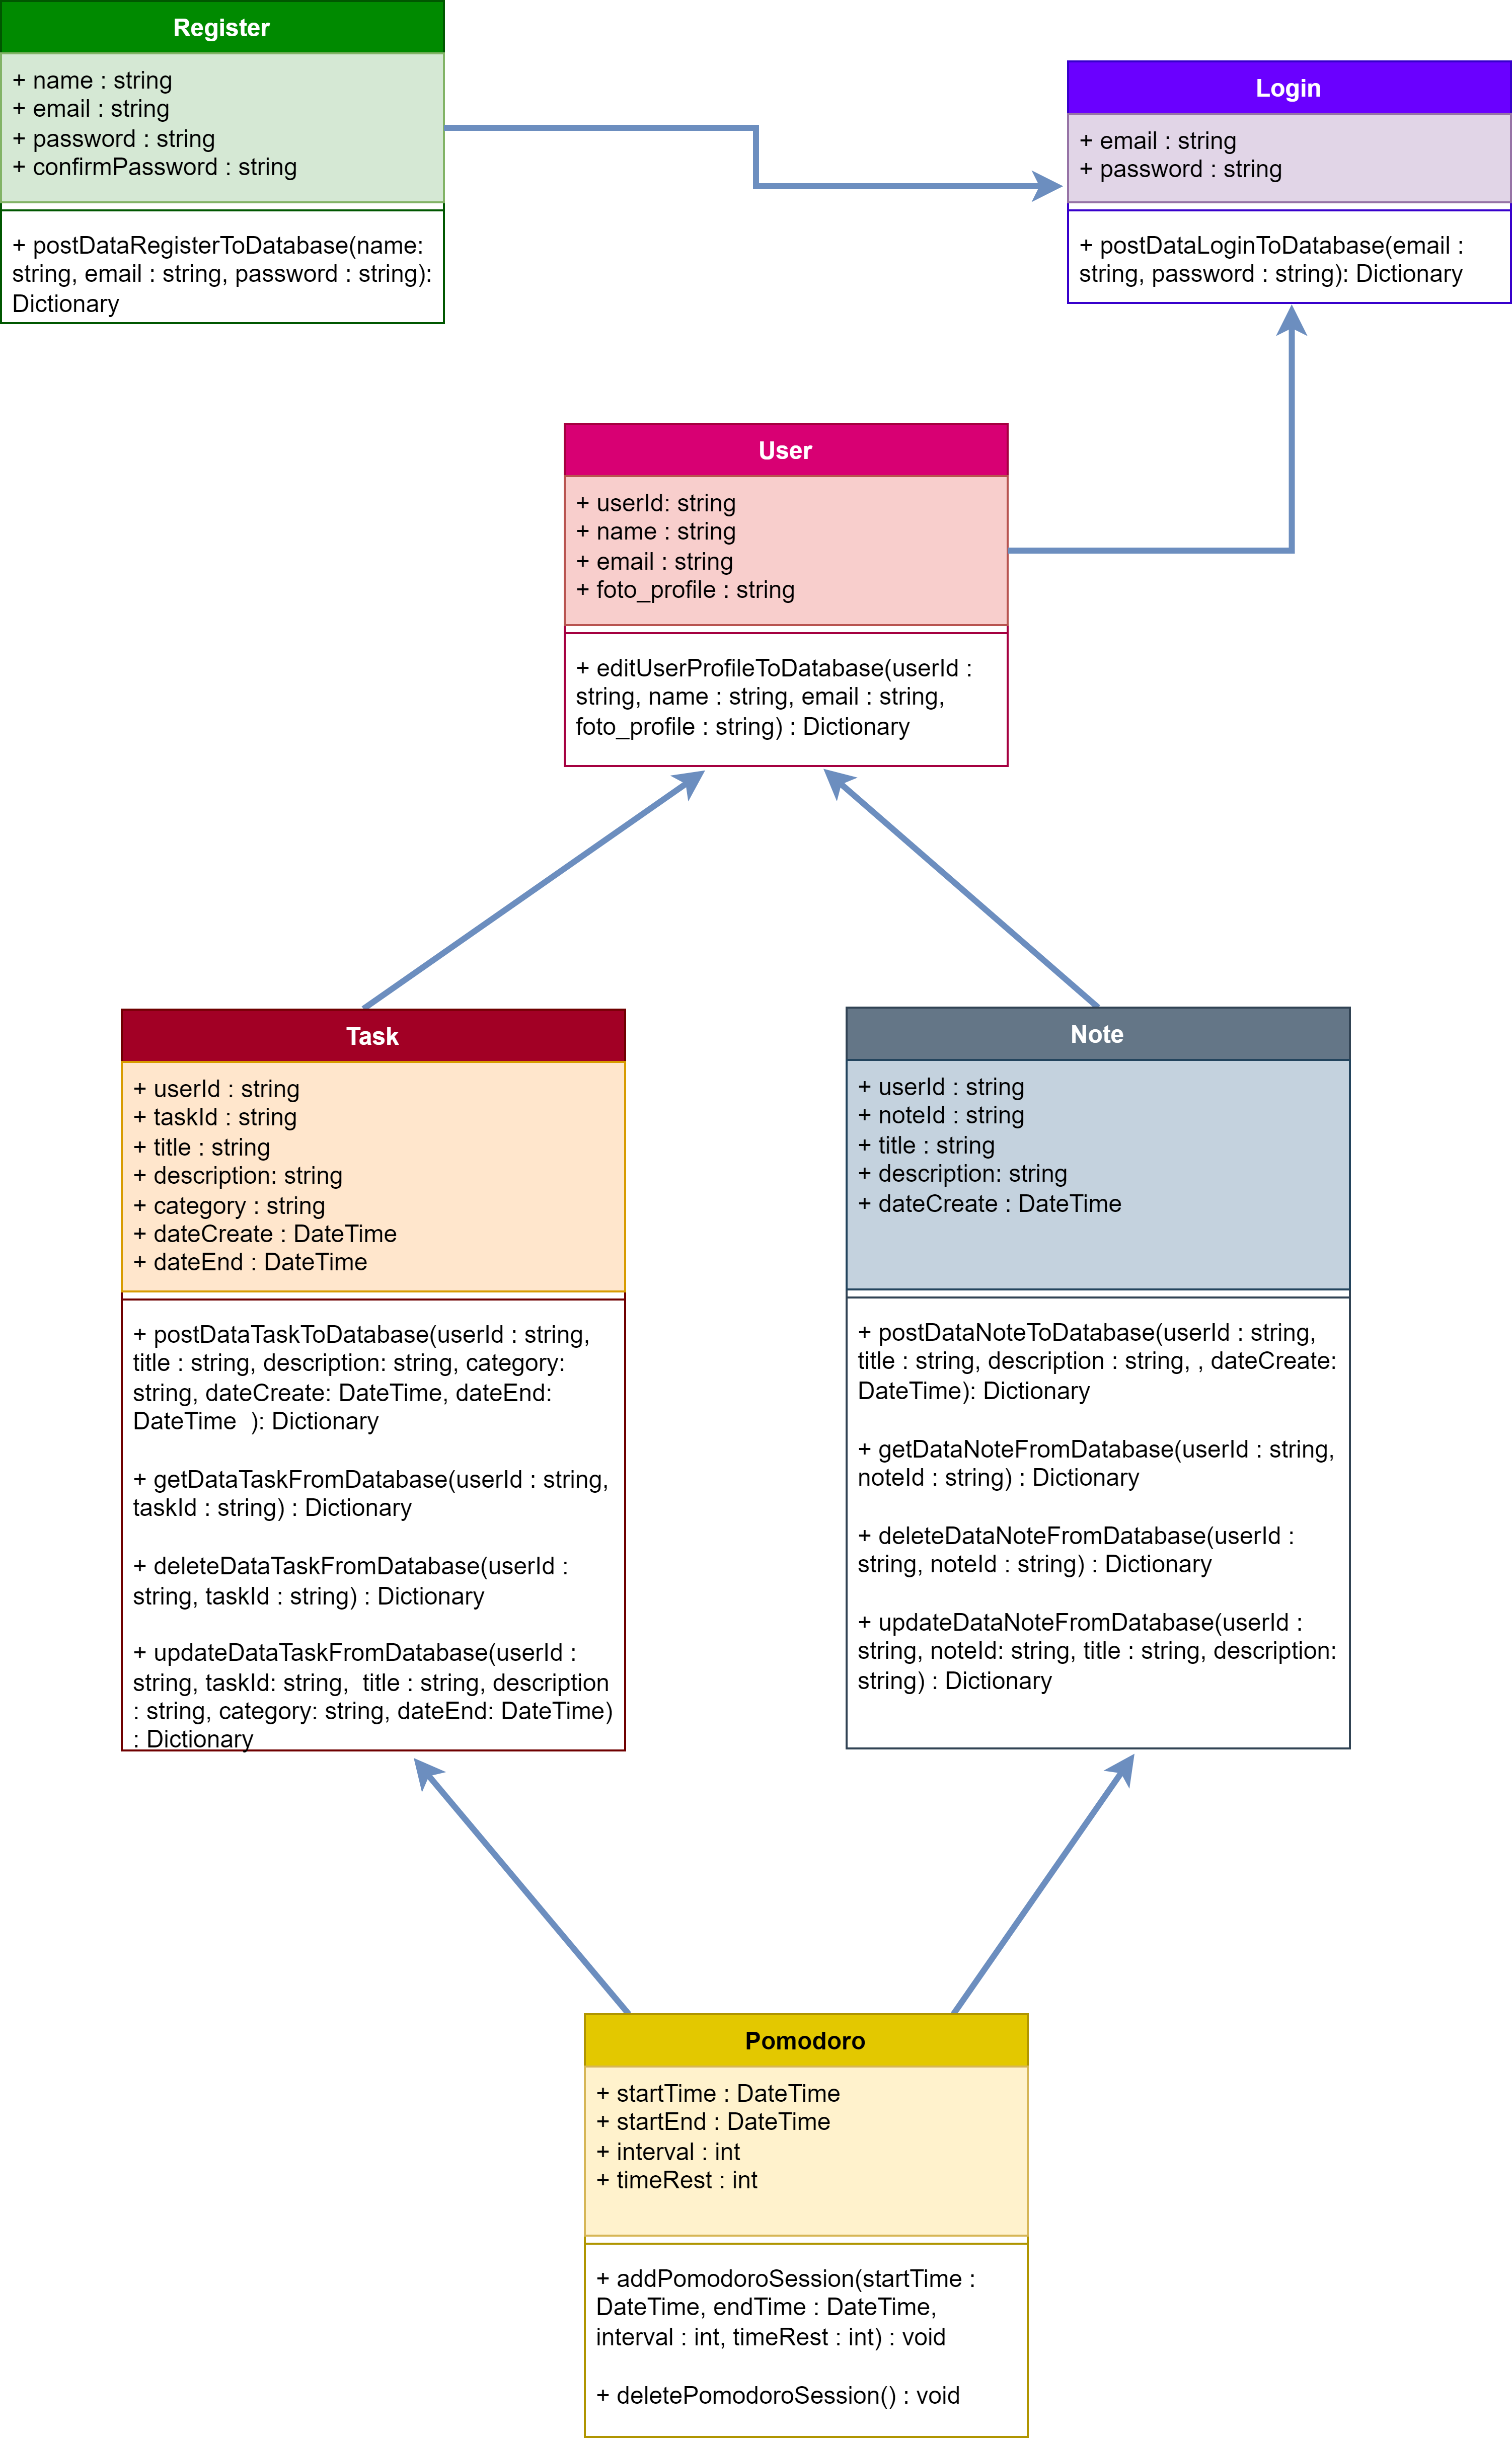 Register
+ name : string
+ email : string
+ password : string
+ confirmPassword : string
+ postDataRegisterToDatabase(name:
string, email : string, password : string):
Dictionary
Login
+ email : string
+ password : string
+ postDataLoginToDatabase(email :
string, password : string): Dictionary
User
+ userId: string
+ name : string
+ email : string
+ foto_profile : string
+ editUserProfileToDatabase(userId :
string, name : string, email : string,
foto_profile : string) : Dictionary
Task
+ userId : string
+ taskId : string
+ title : string
+ description: string
+ category : string
+ dateCreate : DateTime
+ dateEnd : DateTime
+ postDataTaskToDatabase(userId : string,
title : string, description: string, category:
string, dateCreate: DateTime, dateEnd:
DateTime  ): Dictionary
+ getDataTaskFromDatabase(userId : string,
taskId : string) : Dictionary
+ deleteDataTaskFromDatabase(userId :
string, taskId : string) : Dictionary
+ updateDataTaskFromDatabase(userId :
string, taskId: string,  title : string, description
: string, category: string, dateEnd: DateTime)
: Dictionary
Note
+ userId : string
+ noteId : string
+ title : string
+ description: string
+ dateCreate : DateTime
+ postDataNoteToDatabase(userId : string,
title : string, description : string, , dateCreate:
DateTime): Dictionary
+ getDataNoteFromDatabase(userId : string,
noteId : string) : Dictionary
+ deleteDataNoteFromDatabase(userId :
string, noteId : string) : Dictionary
+ updateDataNoteFromDatabase(userId :
string, noteId: string, title : string, description:
string) : Dictionary
Pomodoro
+ startTime : DateTime
+ startEnd : DateTime
+ interval : int
+ timeRest : int
+ addPomodoroSession(startTime :
DateTime, endTime : DateTime,
interval : int, timeRest : int) : void
+ deletePomodoroSession() : void